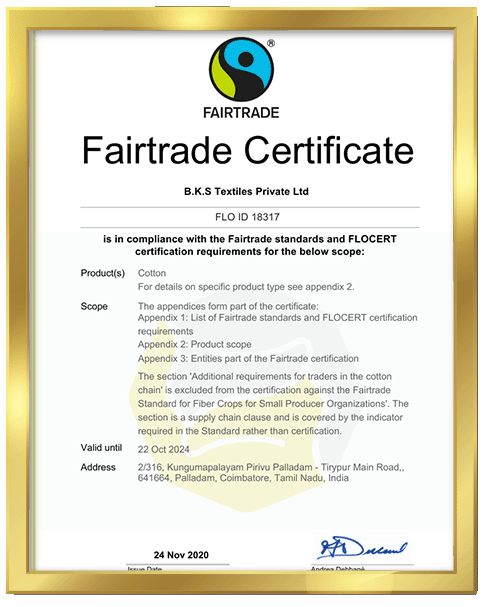 ®
FAIRTRADE
Fairtrade Certificate
B.K.S Textiles Private Ltd
FLO ID 18317
is in compliance with the Fairtrade standards and FLOCERT
certification requirements for the below scope:
Product(s) Cotton
For details on specific product type see appendix 2.
Scope The appendices form part of the certificate:
Appendix 1: List of Fairtrade standards and FLOCERT certification
requirements
Appendix 2: Product scope
Appendix 3: Entities part of the Fairtrade certification
The section 'Additional requirements for traders in the cotton
chain' is excluded from the certification against the Fairtrade
Standard for Fiber Crops for Small Producer Organizations'. The
section is a supply chain clause and is covered by the indicator
required in the Standard rather than certification.
Valid until 22 Oct 2024
Address 2/316, Kungumapalayam Pirivu Palladam - Tirypur Main Road,,
641664, Palladam, Coimbatore, Tamil Nadu, India
24 Nov 2020
Issue Date Andrea Debbané